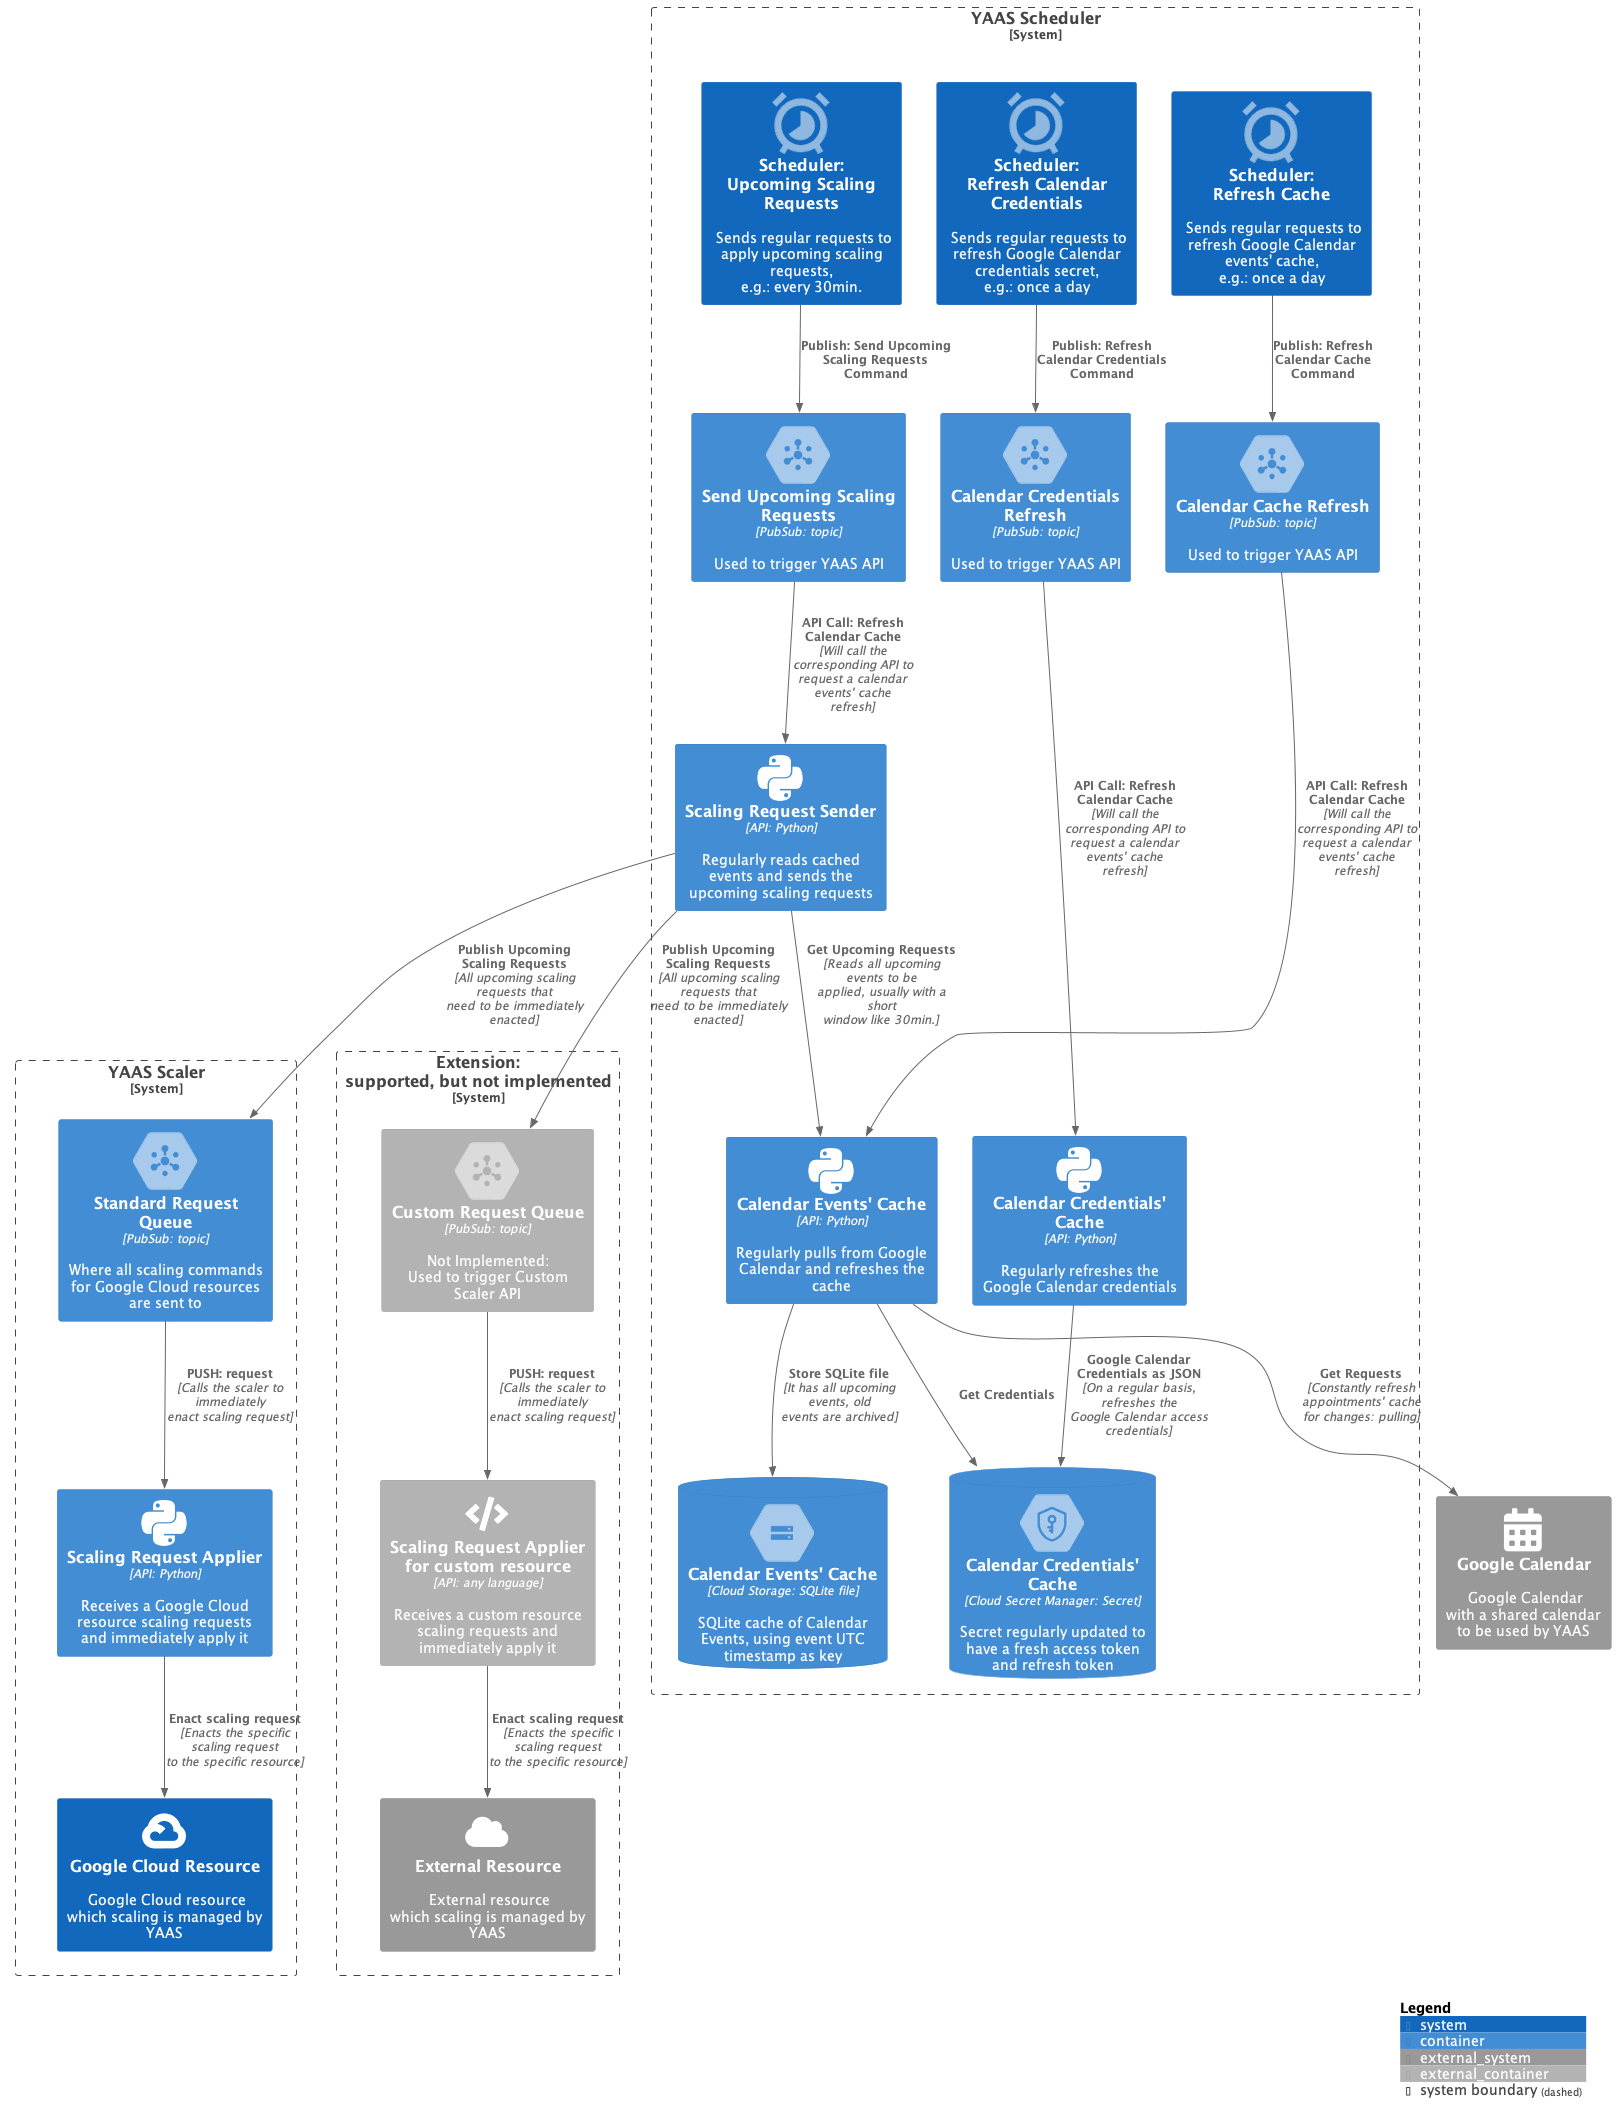 YAAS Scheduler
[System]
Scheduler:
Upcoming Scaling
Requests
Sends regular requests to
apply upcoming scaling
requests,
e.g.: every 30min.
Scheduler:
Refresh Calendar
Credentials
Sends regular requests to
refresh Google Calendar
credentials secret,
e.g.: once a day
Scheduler:
Refresh Cache
Sends regular requests to
refresh Google Calendar
events' cache,
e.g.: once a day
Publish: Send Upcoming
Scaling Requests
Command
Publish: Refresh
Calendar Credentials
Command
Publish: Refresh
Calendar Cache
Command
Send Upcoming Scaling
Requests
[PubSub: topic]
Used to trigger YAAS API
Calendar Credentials
Refresh
[PubSub: topic]
Used to trigger YAAS API
Calendar Cache Refresh
[PubSub: topic]
Used to trigger YAAS API
API Call: Refresh
Calendar Cache
[Will call the
corresponding API to
request a calendar
events' cache
refresh]
Scaling Request Sender
[API: Python]
Regularly reads cached
events and sends the
upcoming scaling requests
API Call: Refresh
Calendar Cache
[Will call the
corresponding API to
request a calendar
events' cache
refresh]
API Call: Refresh
Calendar Cache
[Will call the
corresponding API to
request a calendar
events' cache
refresh]
Publish Upcoming
Scaling Requests
[All upcoming scaling
requests that
need to be immediately
enacted]
Publish Upcoming
Scaling Requests
[All upcoming scaling
requests that
need to be immediately
enacted]
Get Upcoming Requests
[Reads all upcoming
events to be
applied, usually with a
short
window like 30min.]
YAAS Scaler
[System]
Extension:
supported, but not implemented
[System]
Standard Request
Queue
[PubSub: topic]
Where all scaling commands
for Google Cloud resources
are sent to
Custom Request Queue
[PubSub: topic]
Not Implemented:
Used to trigger Custom
Scaler API
Calendar Events' Cache
[API: Python]
Regularly pulls from Google
Calendar and refreshes the
cache
Calendar Credentials'
Cache
[API: Python]
Regularly refreshes the
Google Calendar credentials
PUSH: request
[Calls the scaler to
immediately
enact scaling request]
PUSH: request
[Calls the scaler to
immediately
enact scaling request]
Store SQLite file
[It has all upcoming
events, old
events are archived]
Get Credentials
Google Calendar
Credentials as JSON
[On a regular basis,
refreshes the
Google Calendar access
credentials]
Get Requests
[Constantly refresh
appointments' cache
for changes: pulling]
Scaling Request Applier
[API: Python]
Receives a Google Cloud
resource scaling requests
and immediately apply it
Scaling Request Applier
for custom resource
[API: any language]
Receives a custom resource
scaling requests and
immediately apply it
Calendar Events' Cache
[Cloud Storage: SQLite file]
SQLite cache of Calendar
Events, using event UTC
timestamp as key
Calendar Credentials'
Cache
[Cloud Secret Manager: Secret]
Secret regularly updated to
have a fresh access token
and refresh token
Google Calendar
Google Calendar
with a shared calendar
to be used by YAAS
Enact scaling request
[Enacts the specific
scaling request
to the specific resource]
Enact scaling request
[Enacts the specific
scaling request
to the specific resource]
Google Cloud Resource
Google Cloud resource
which scaling is managed by
YAAS
External Resource
External resource
which scaling is managed by
YAAS
Legend
system
container
external_system
external_container
system boundary (dashed)